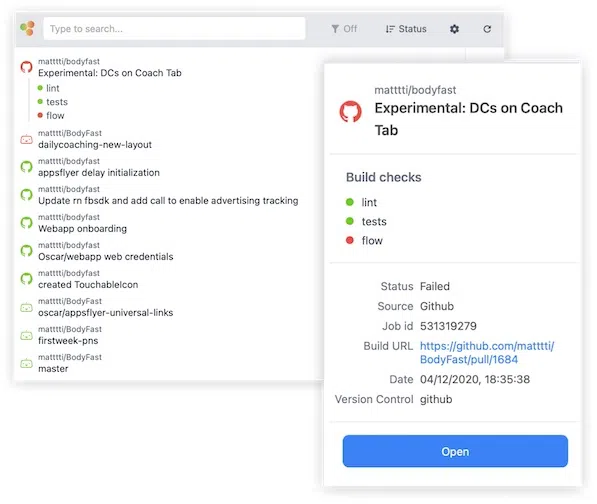 Type to search...
Off
Status
matttti/bodyfast
Experimental: DCs on Coach Tab
lint
tests
flow
matttti/BodyFast
dailycoaching-new-layout
matttti/BodyFast
appsflyer delay initialization
matttti/BodyFast
Update rn fbsdk and add call to enable advertising tracking
matttti/BodyFast
Webapp onboarding
matttti/BodyFast
Oscar/webapp web credentials
matttti/BodyFast
created TouchableIcon
matttti/BodyFast
oscar/appsflyer-universal-links
matttti/BodyFast
firstweek-pns
matttti/BodyFast
master
matttti/bodyfast
Experimental: DCs on Coach
Tab
Build checks
lint
tests
flow
Status Failed
Source Github
Job id 531319279
Build URL https://github.com/matttti/
BodyFast/pull/1684
Date 04/12/2020, 18:35:38
Version Control github
Open